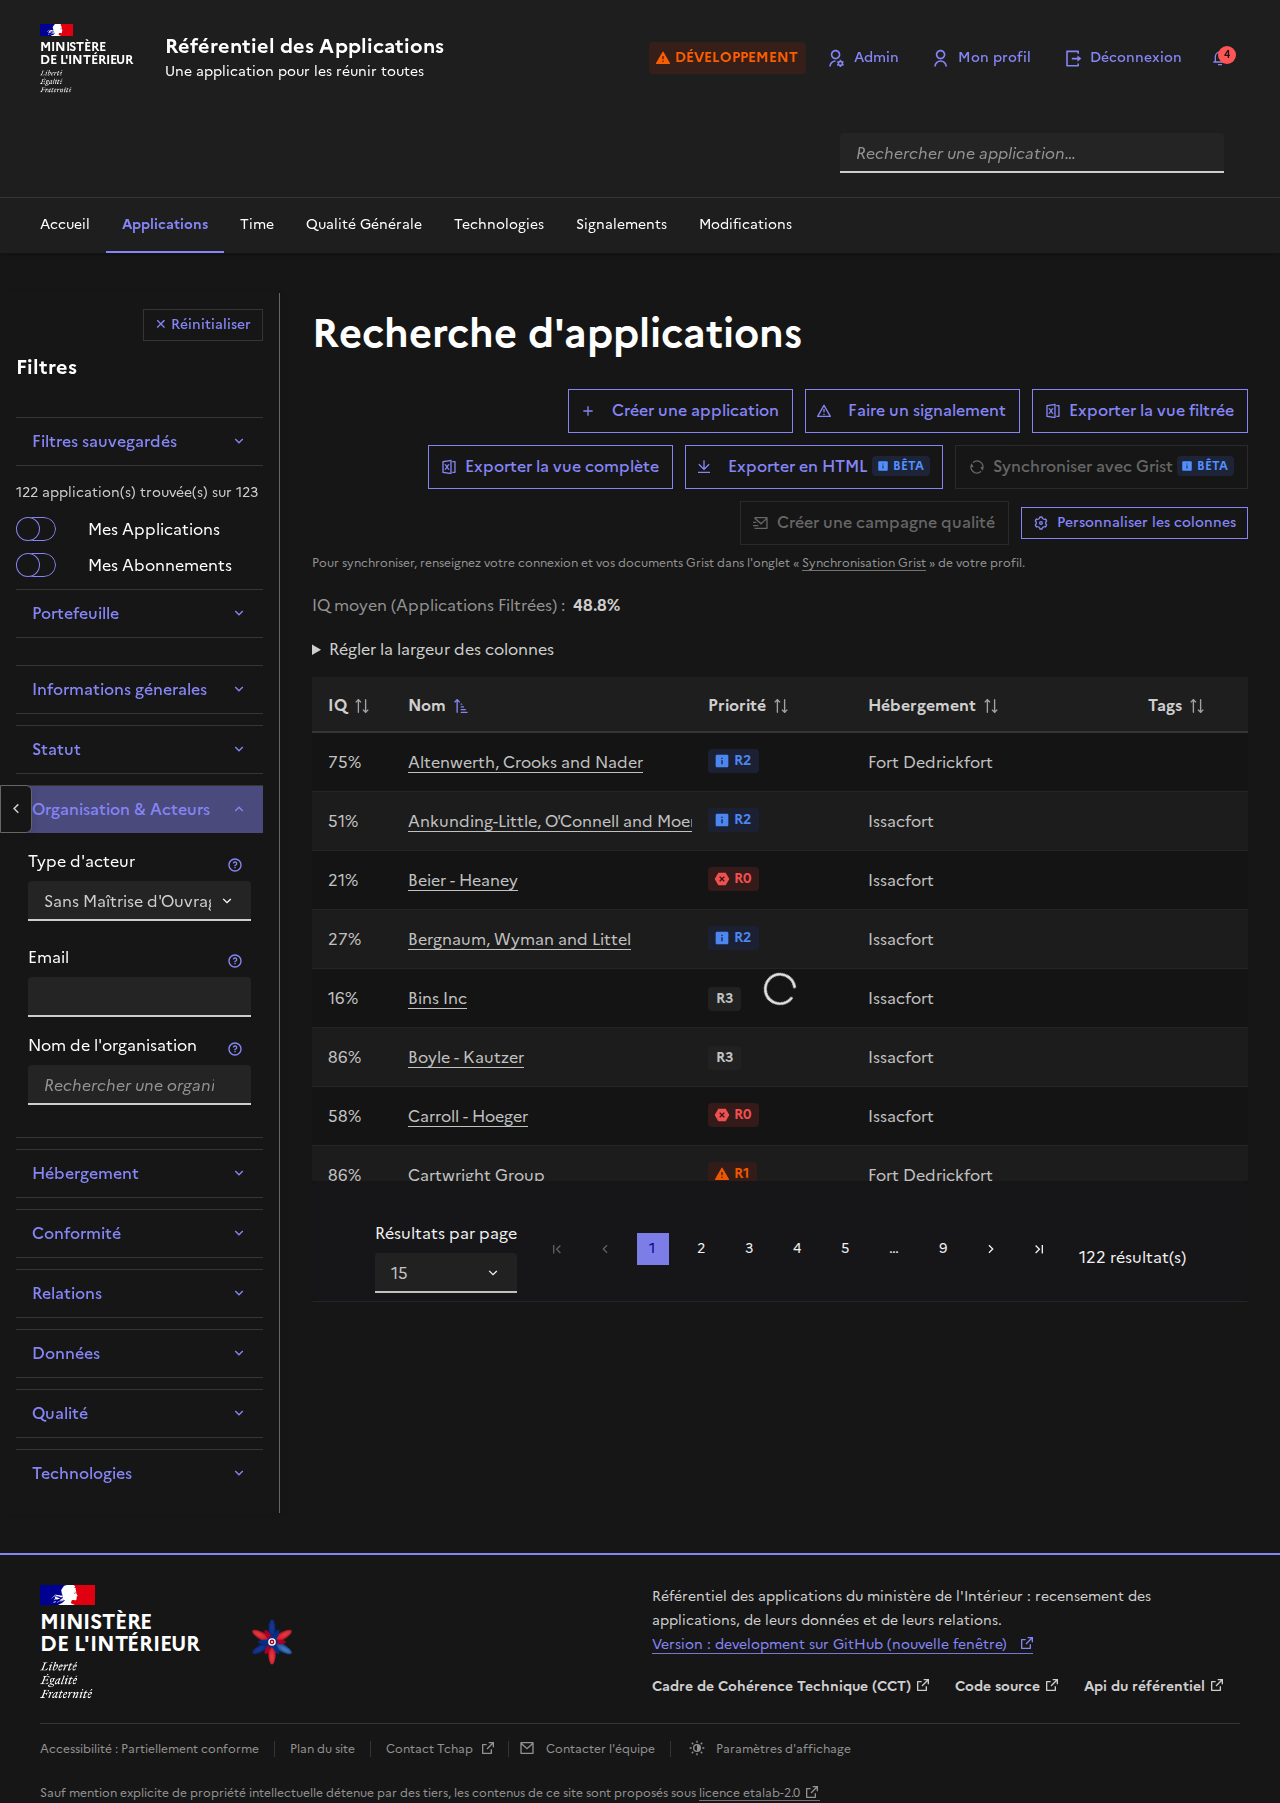 MINISTÈRE
DE L'INTÉRIEUR
Liberté
Égalité
Fraternité
Référentiel des Applications
Une application pour les réunir toutes
DÉVELOPPEMENT
Admin
Mon profil
Déconnexion
4
Rechercher une application...
Accueil
Applications
Time
Qualité Générale
Technologies
Signalements
Modifications
Réinitialiser
Filtres
Filtres sauvegardés
122 application(s) trouvée(s) sur 123
Mes Applications
Mes Abonnements
Portefeuille
Informations génerales
Statut
Organisation & Acteurs
Type d'acteur
Sans Maîtrise d'Ouvrag
Email
Nom de l'organisation
Rechercher une organi
Hébergement
Conformité
Relations
Données
Qualité
Technologies
Recherche d'applications
Créer une application
Faire un signalement
Exporter la vue filtrée
Exporter la vue complète
Exporter en HTML BÊTA
Synchroniser avec Grist BÊTA
Créer une campagne qualité
Personnaliser les colonnes
Pour synchroniser, renseignez votre connexion et vos documents Grist dans l'onglet « Synchronisation Grist » de votre profil.
IQ moyen (Applications Filtrées) : 48.8%
Régler la largeur des colonnes
IQ Nom Priorité Hébergement Tags
75% Altenwerth, Crooks and Nader R2 Fort Dedrickfort
51% Ankunding-Little, O'Connell and Moer R2 Issacfort
21% Beier - Heaney R0 Issacfort
27% Bergnaum, Wyman and Littel R2 Issacfort
16% Bins Inc R3 Issacfort
86% Boyle - Kautzer R3 Issacfort
58% Carroll - Hoeger R0 Issacfort
86% Cartwright Group R1 Fort Dedrickfort
Résultats par page
15
1 2 3 4 5 … 9
122 résultat(s)
MINISTÈRE
DE L'INTÉRIEUR
Liberté
Égalité
Fraternité
Référentiel des applications du ministère de l'Intérieur : recensement des
applications, de leurs données et de leurs relations.
Version : development sur GitHub (nouvelle fenêtre)
Cadre de Cohérence Technique (CCT)
Code source
Api du référentiel
Accessibilité : Partiellement conforme
Plan du site
Contact Tchap
Contacter l'équipe
Paramètres d'affichage
Sauf mention explicite de propriété intellectuelle détenue par des tiers, les contenus de ce site sont proposés sous licence etalab-2.0